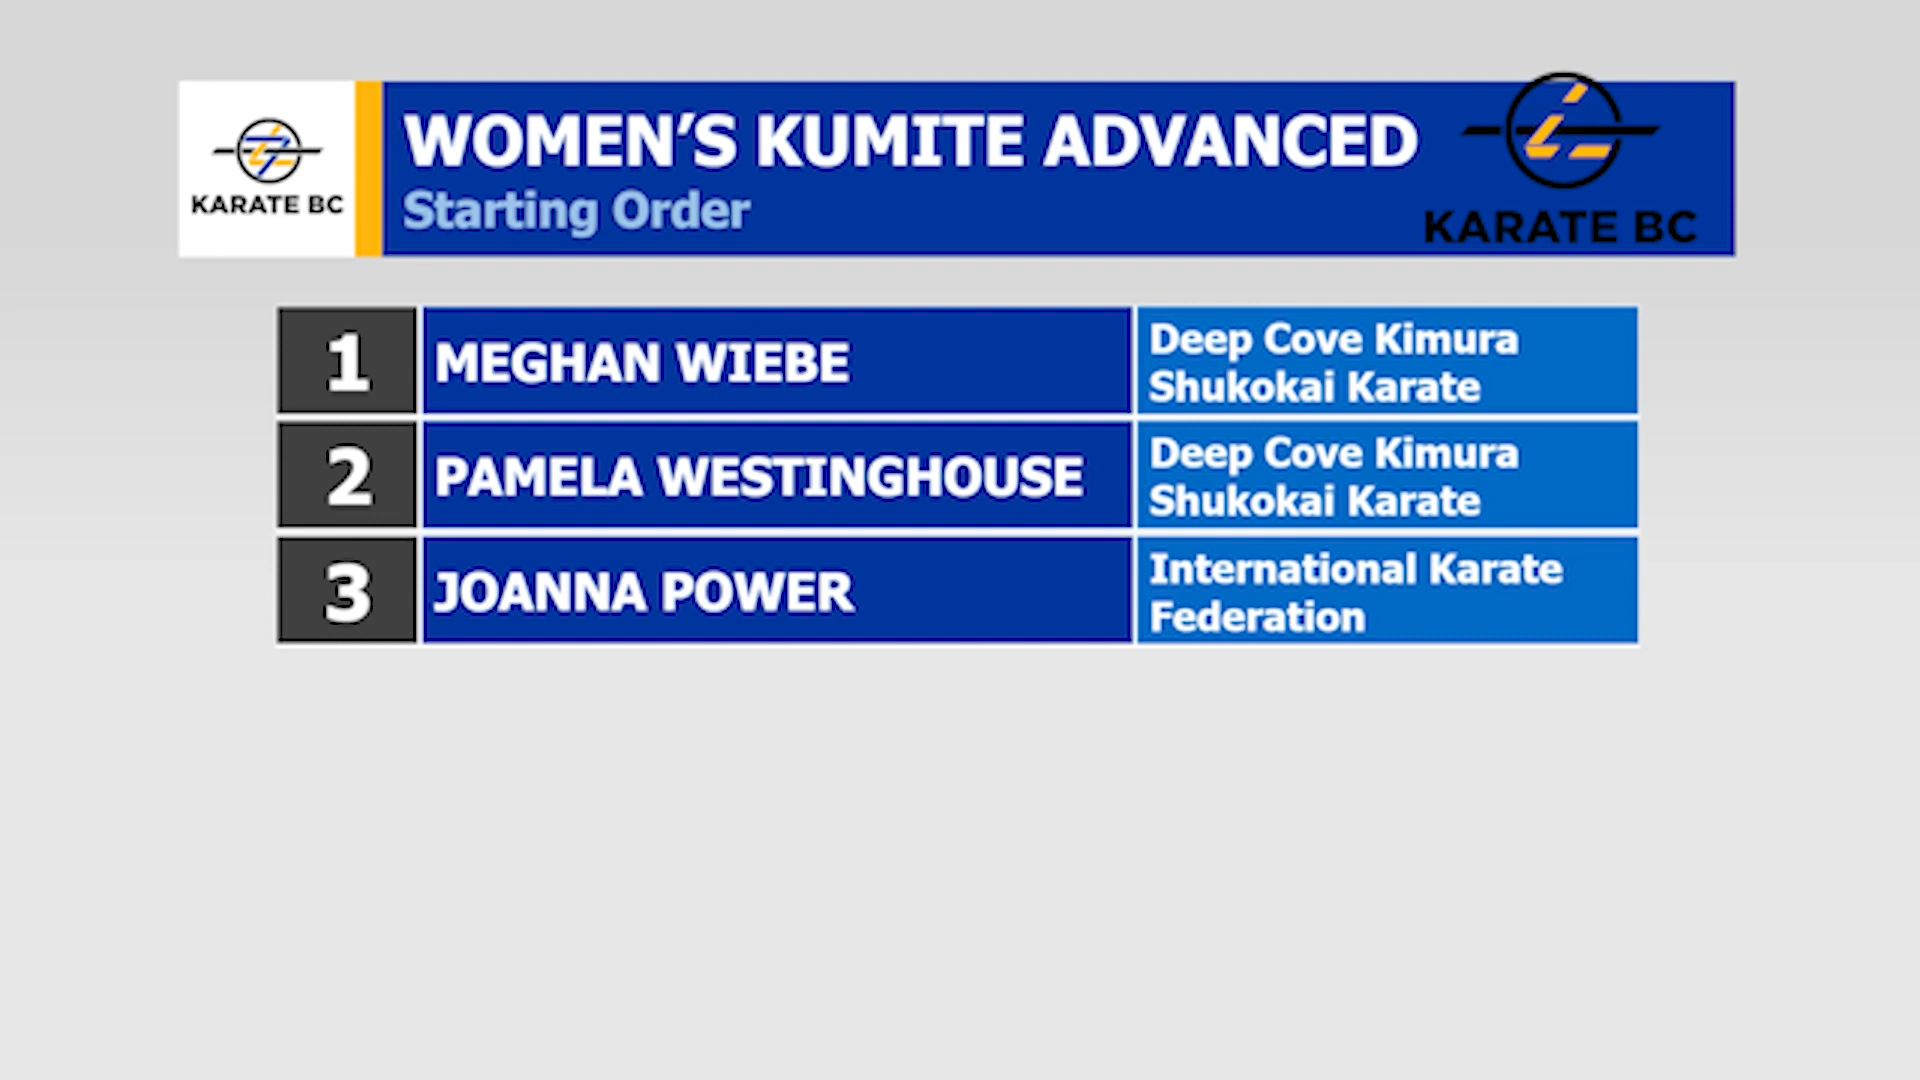 KARATE BC
WOMEN'S KUMITE ADVANCED
Starting Order
KARATE BC
1
MEGHAN WIEBE
Deep Cove Kimura
Shukokai Karate
2
PAMELA WESTINGHOUSE
Deep Cove Kimura
Shukokai Karate
3
JOANNA POWER
International Karate
Federation